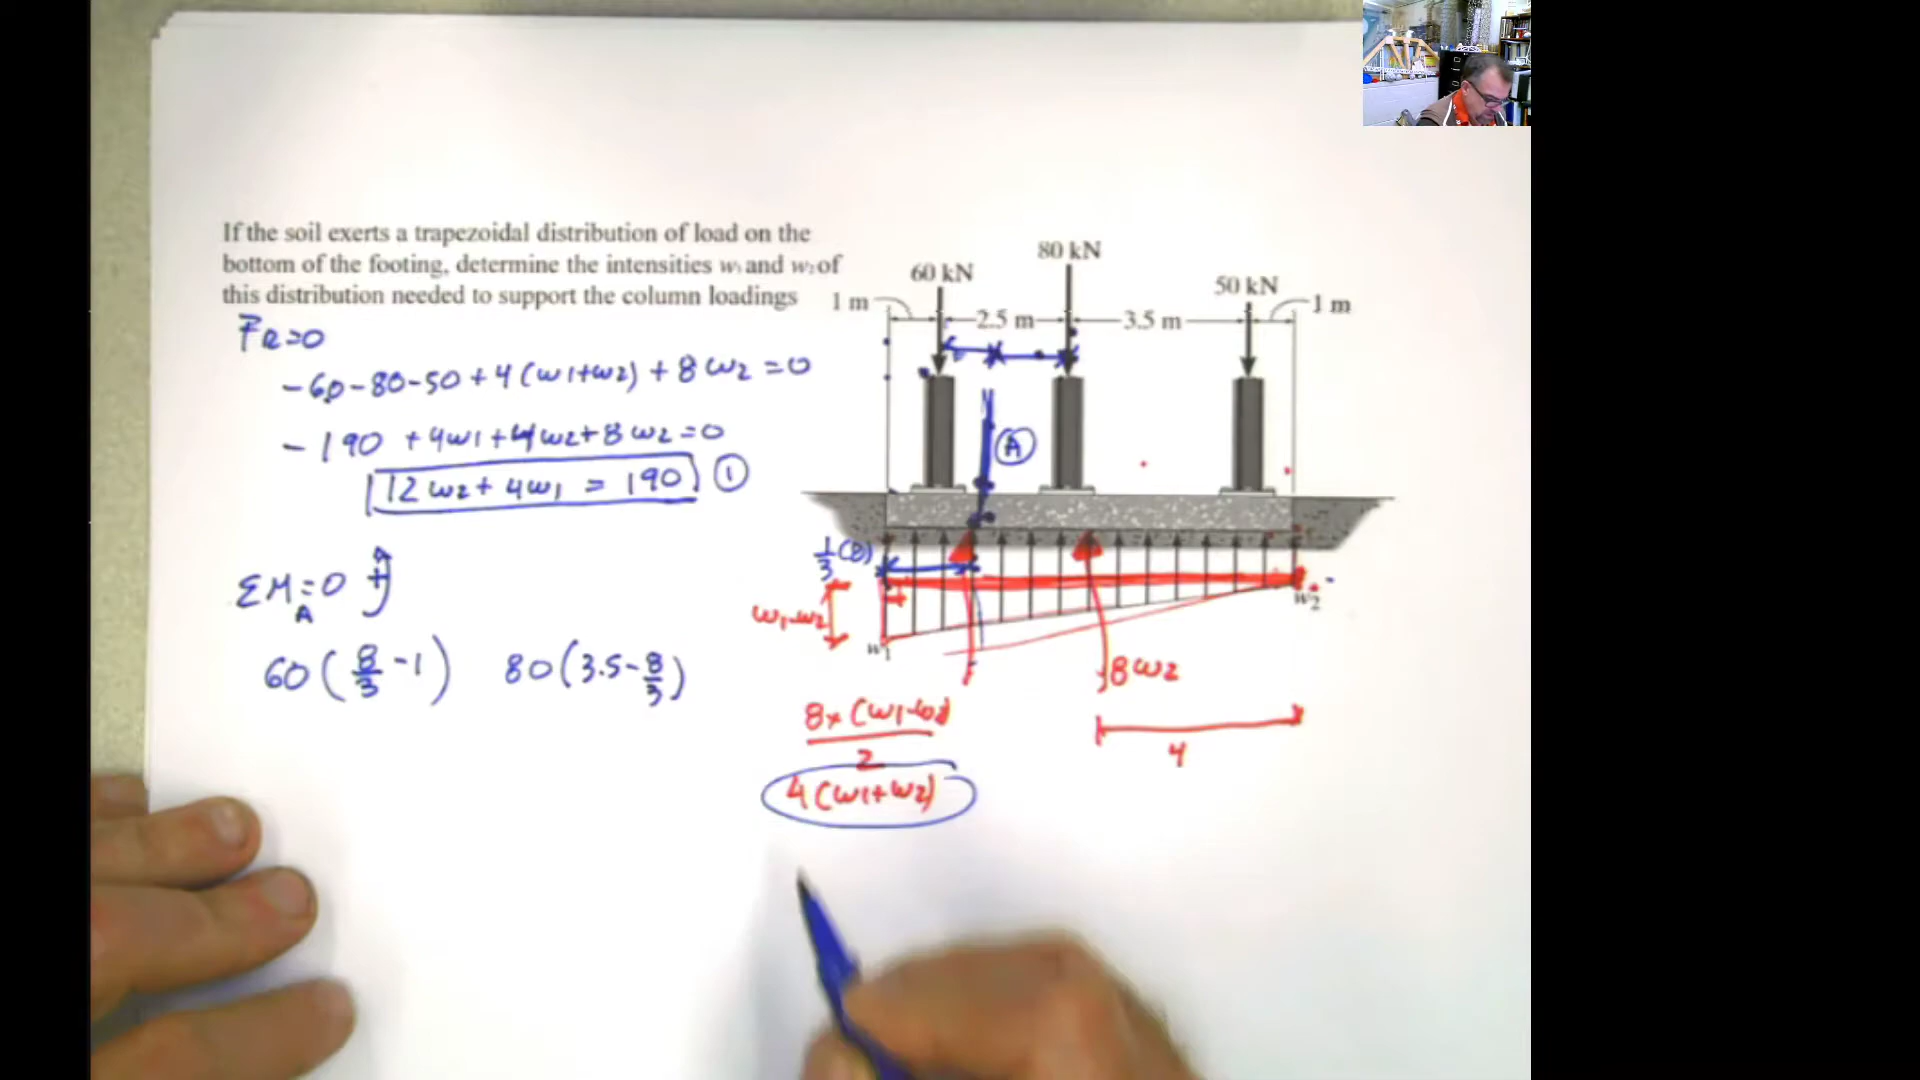 If the soil exerts a trapezoidal distribution of load on the
bottom of the footing, determine the intensities w₁ and w₂ of
this distribution needed to support the column loadings
FR=0
-60-80-50+4(w1+w2)+8w2=0
-190+4w1+4w2+8w2=0
12w2+4w1=190 ①
ΣM=0 +
A
60(8/3-1) 80(3.5-8/3)
80 kN
60 kN
50 kN
1 m
2.5 m
3.5 m
1 m
A
1/3(8)
w1-w2
w₁
w₂
8w2
4
8x(w1-w2)
2
4(w1+w2)